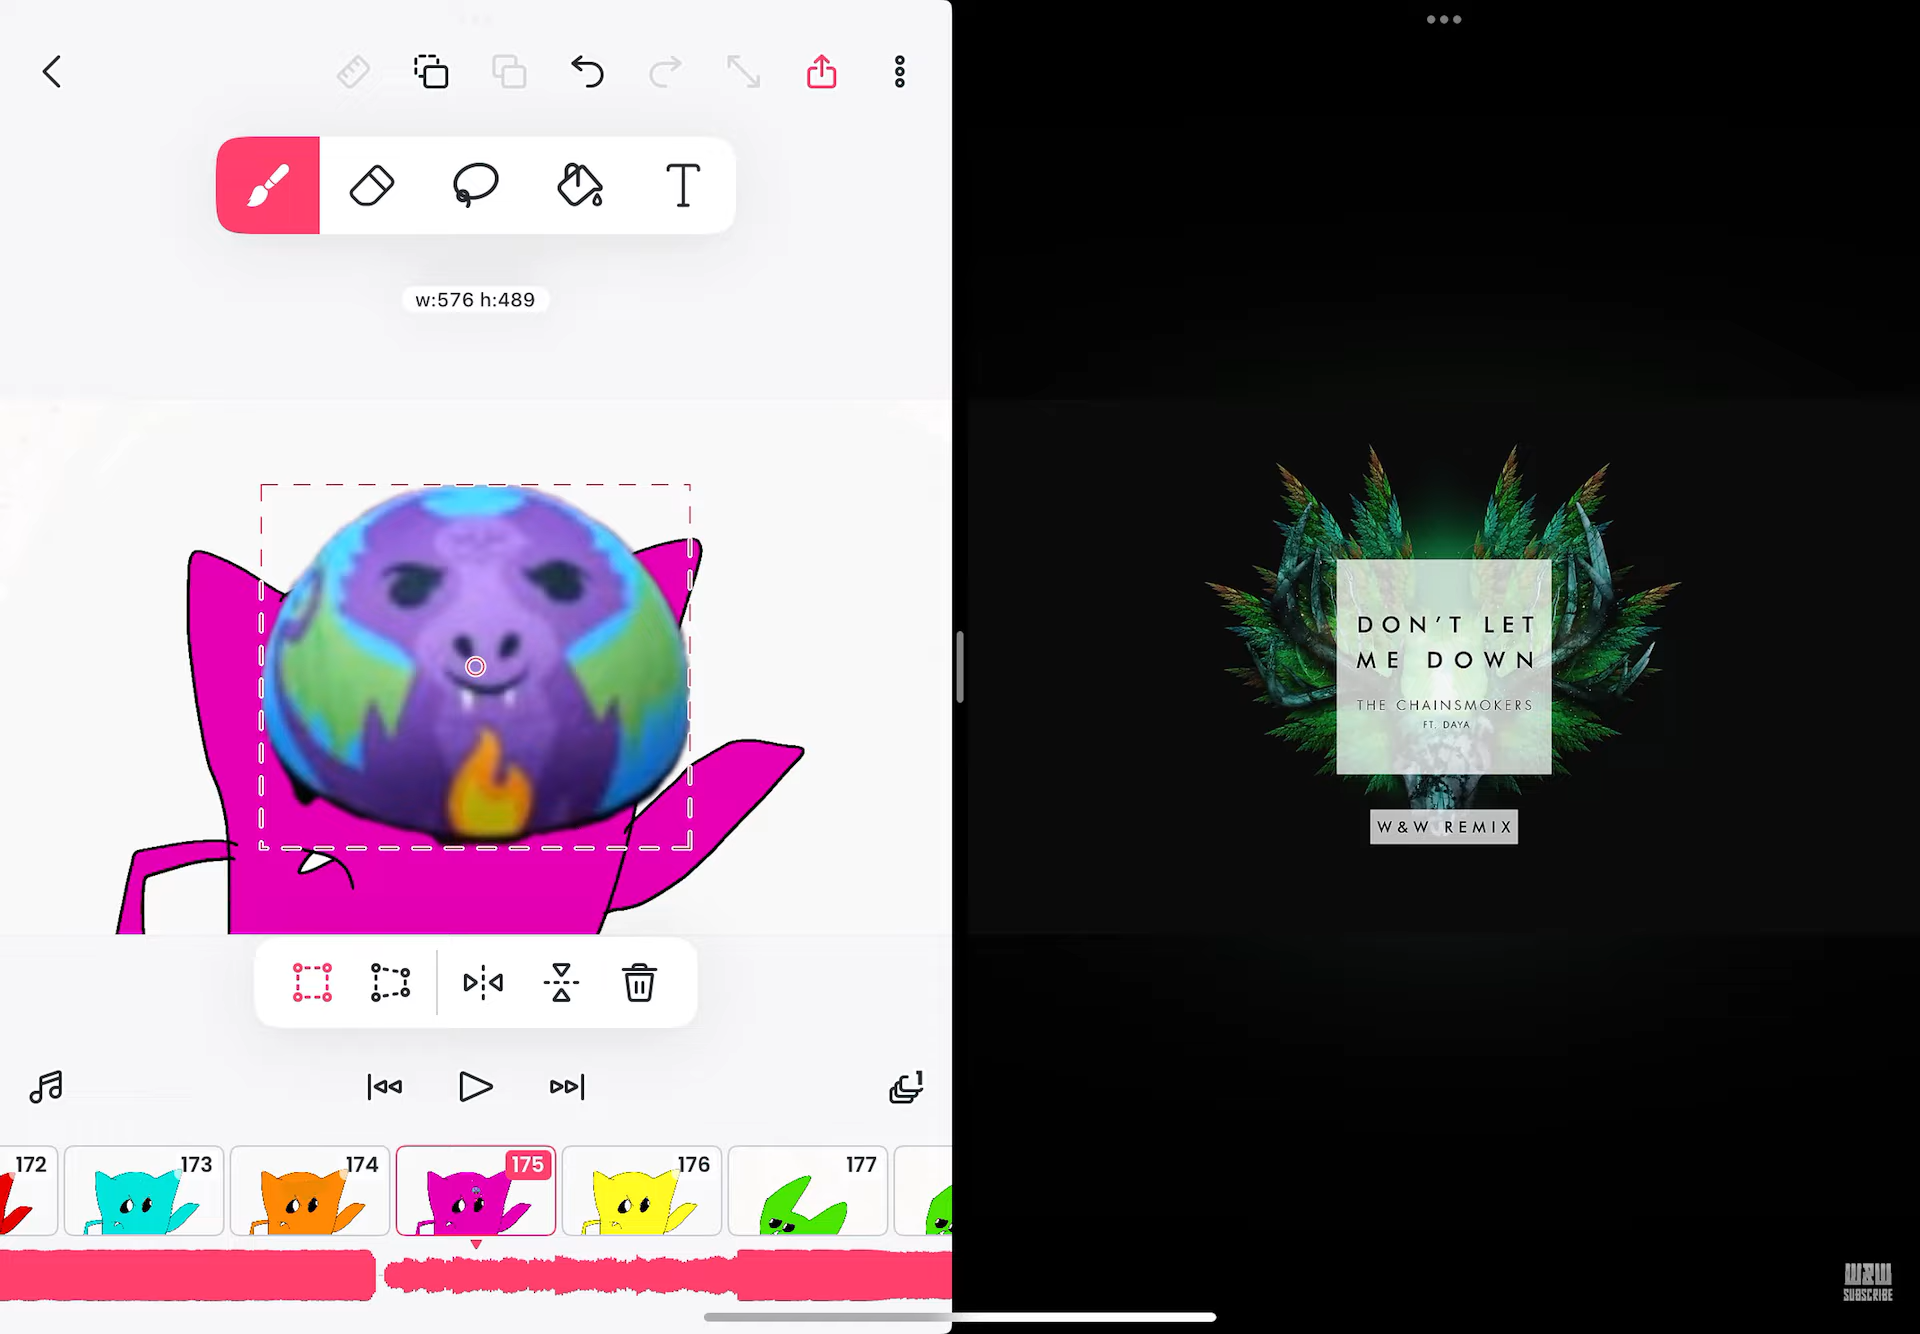 w:576 h:489
172
173
174
175
176
177
DON'T LET
ME DOWN
THE CHAINSMOKERS
FT. DAYA
W&W REMIX
W&W
SUBSCRIBE